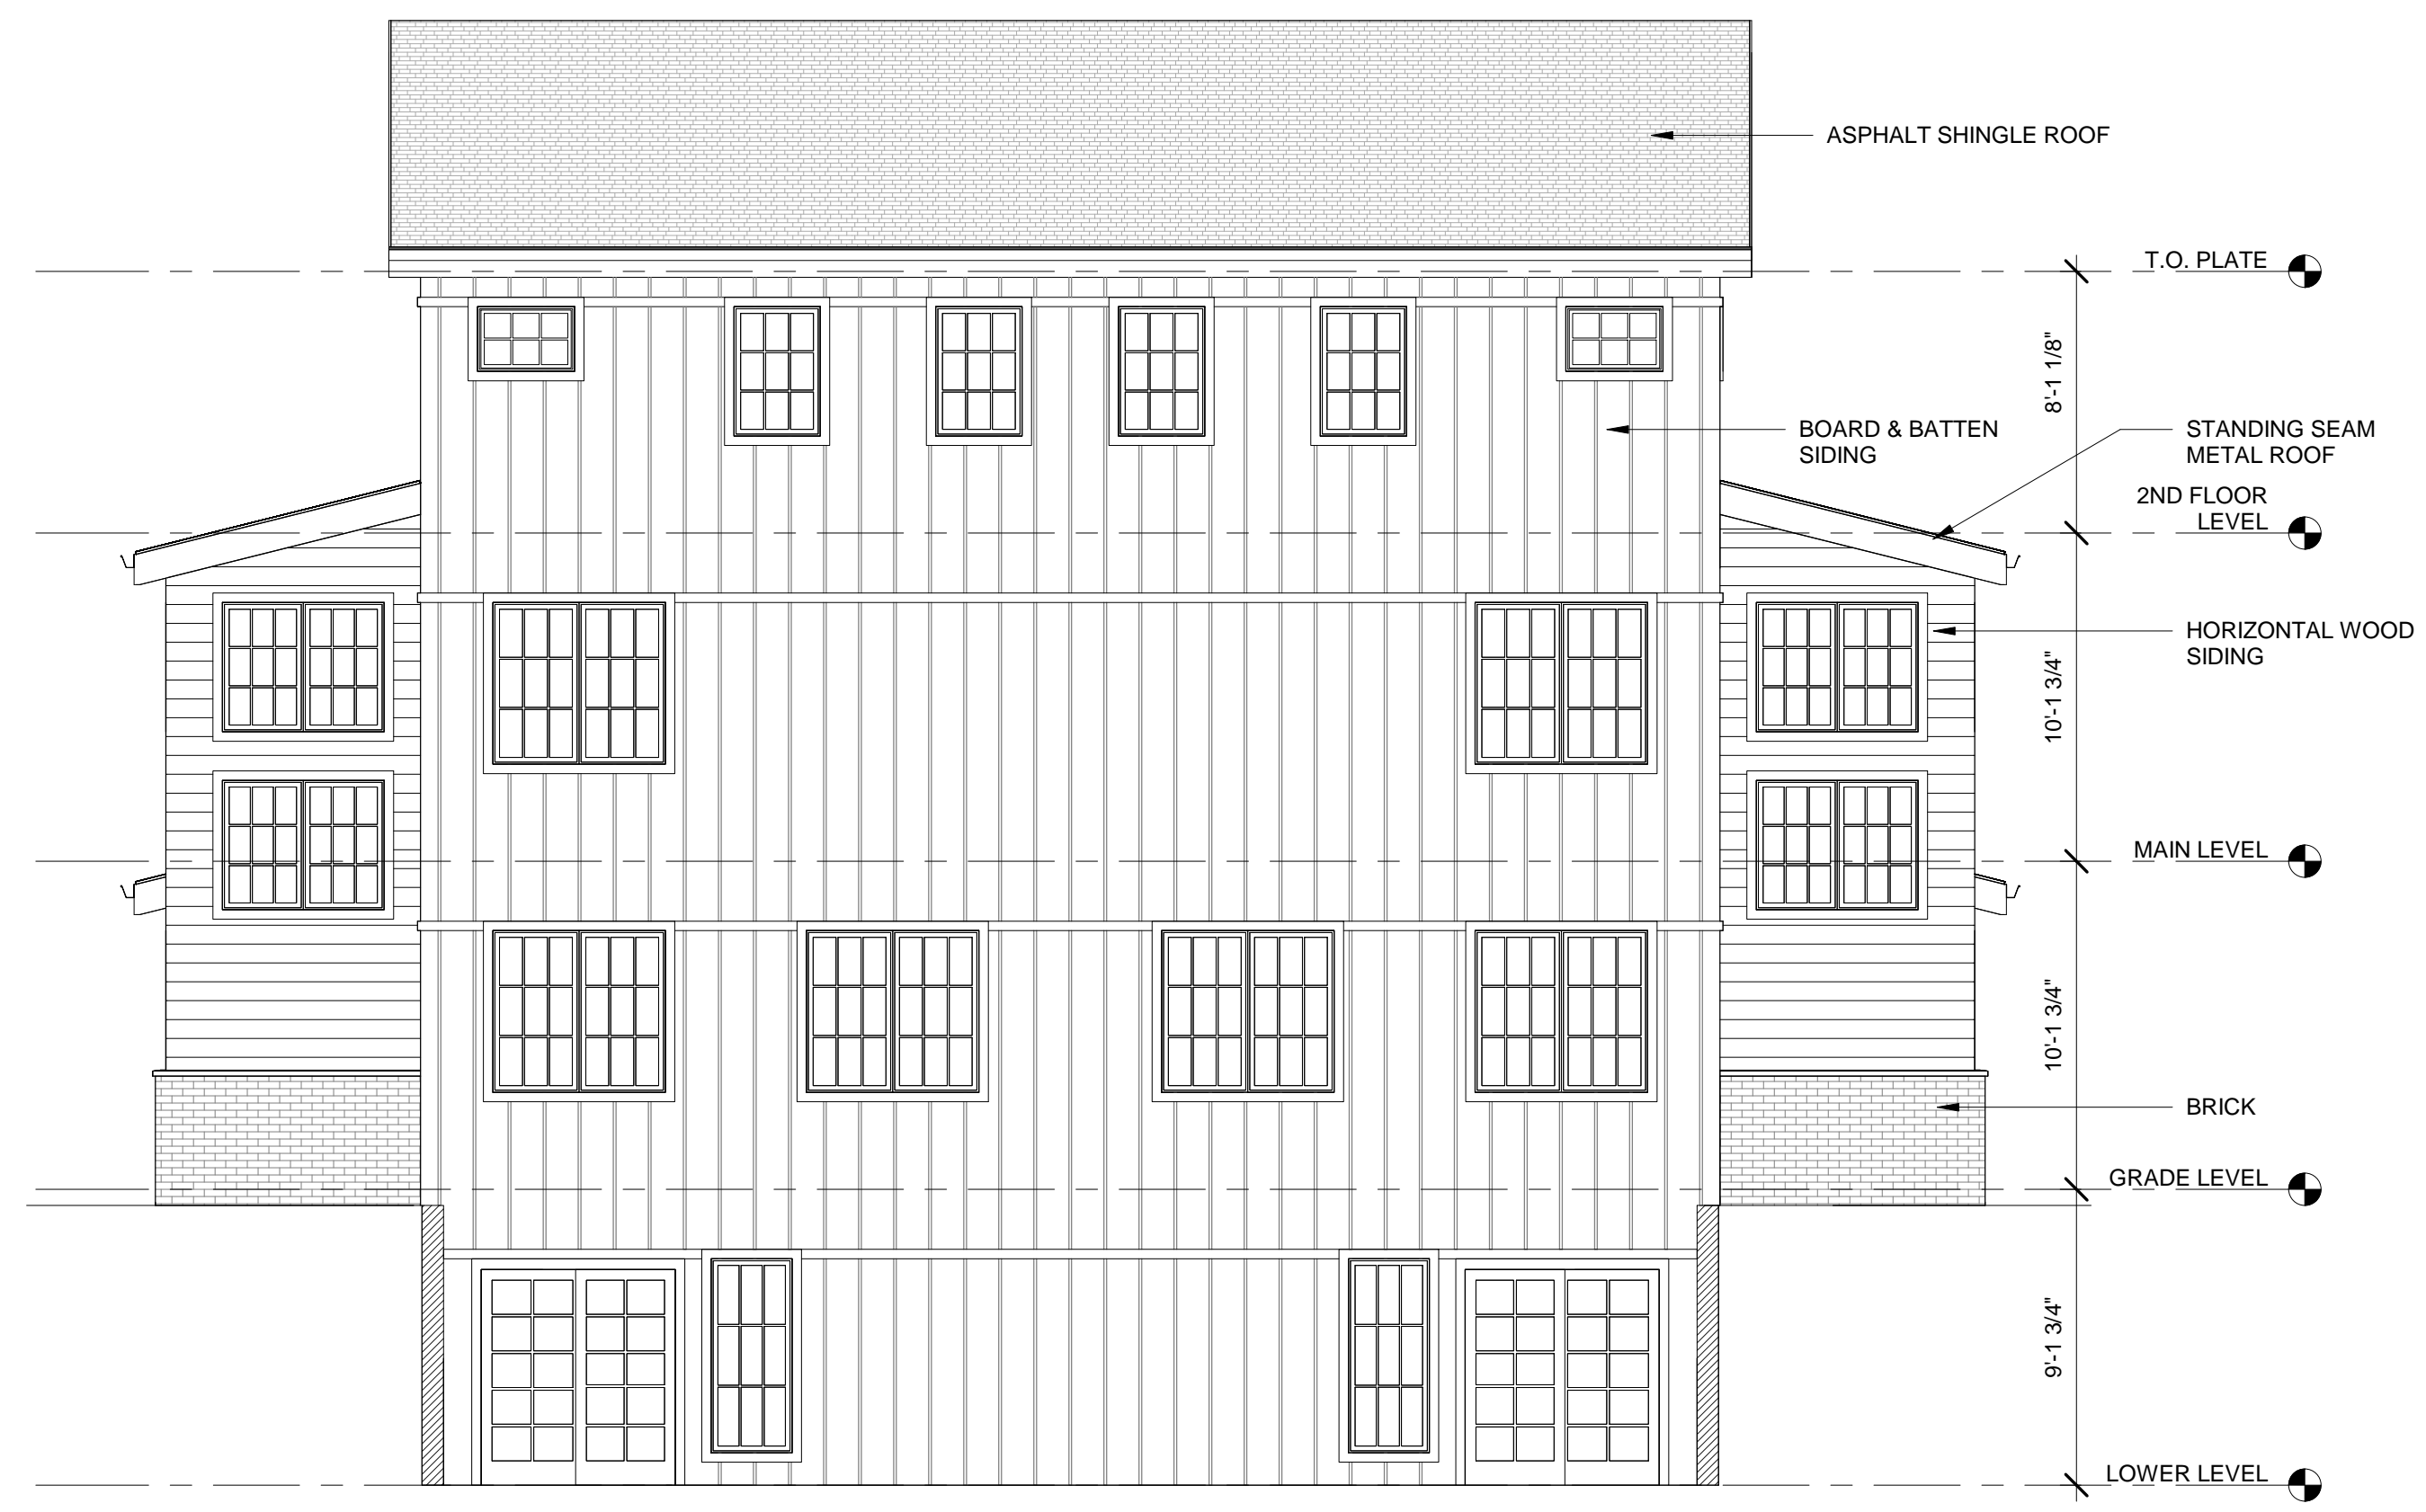 ASPHALT SHINGLE ROOF
T.O. PLATE
8'-1 1/8"
BOARD & BATTEN
SIDING
STANDING SEAM
METAL ROOF
2ND FLOOR
LEVEL
HORIZONTAL WOOD
SIDING
10'-1 3/4"
MAIN LEVEL
10'-1 3/4"
BRICK
GRADE LEVEL
9'-1 3/4"
LOWER LEVEL